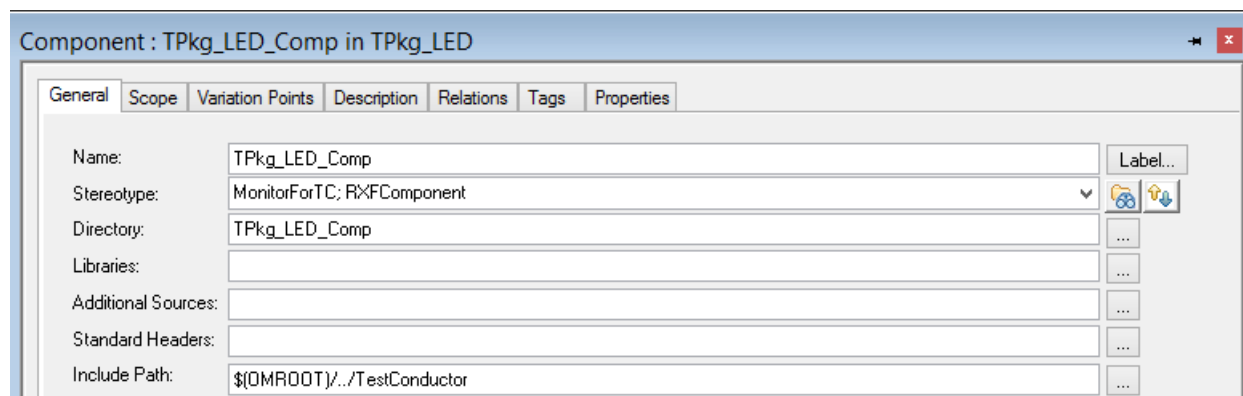 Component : TPkg_LED_Comp in TPkg_LED
General Scope Variation Points Description Relations Tags Properties
Name: TPkg_LED_Comp Label...
Stereotype: MonitorForTC; RXFComponent
Directory: TPkg_LED_Comp ...
Libraries: ...
Additional Sources: ...
Standard Headers: ...
Include Path: $(OMROOT)/../TestConductor ...